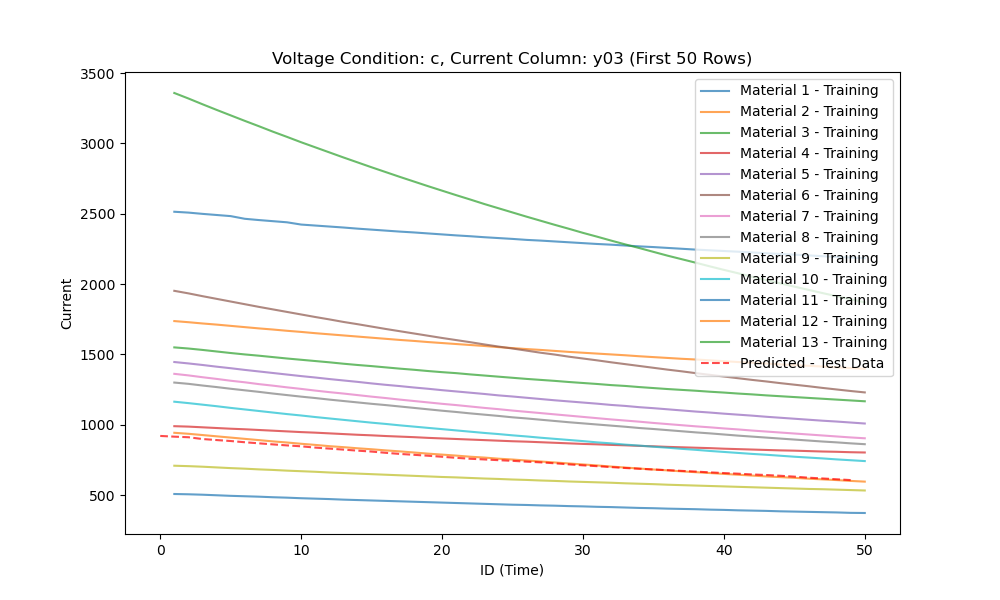 Voltage Condition: c, Current Column: y03 (First 50 Rows)
3500
3000
2500
2000
1500
1000
500
Current
0
10
20
30
40
50
ID (Time)
Material 1 - Training
Material 2 - Training
Material 3 - Training
Material 4 - Training
Material 5 - Training
Material 6 - Training
Material 7 - Training
Material 8 - Training
Material 9 - Training
Material 10 - Training
Material 11 - Training
Material 12 - Training
Material 13 - Training
Predicted - Test Data